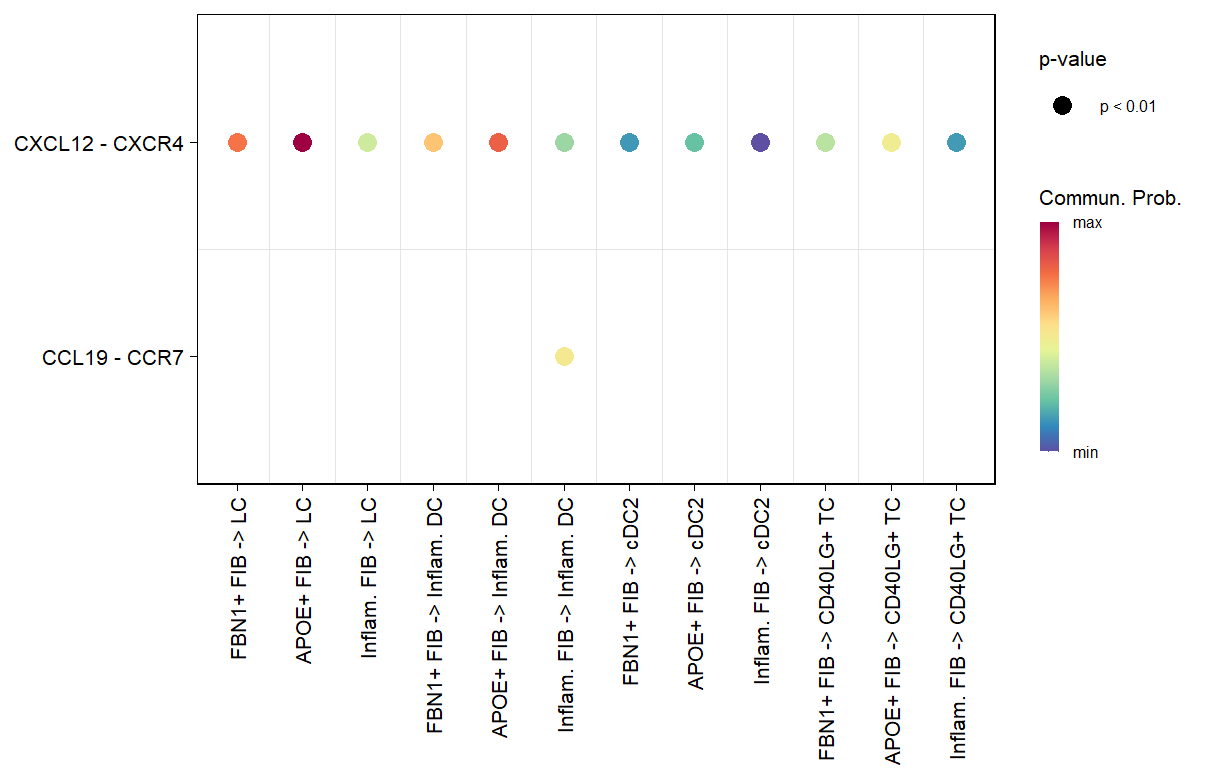 CXCL12 - CXCR4
CCL19 - CCR7
FBN1+ FIB -> LC
APOE+ FIB -> LC
Inflam. FIB -> LC
FBN1+ FIB -> Inflam. DC
APOE+ FIB -> Inflam. DC
Inflam. FIB -> Inflam. DC
FBN1+ FIB -> cDC2
APOE+ FIB -> cDC2
Inflam. FIB -> cDC2
FBN1+ FIB -> CD40LG+ TC
APOE+ FIB -> CD40LG+ TC
Inflam. FIB -> CD40LG+ TC
p-value
p < 0.01
Commun. Prob.
max
min